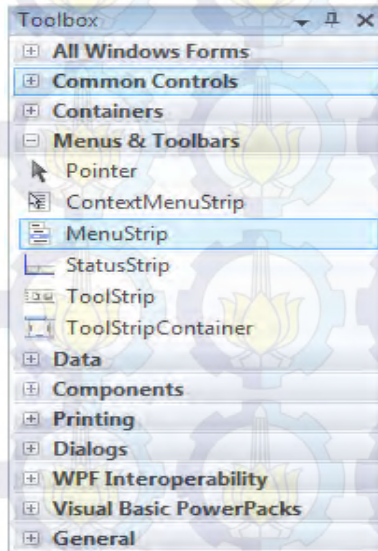 Toolbox
All Windows Forms
Common Controls
Containers
Menus & Toolbars
Pointer
ContextMenuStrip
MenuStrip
StatusStrip
ToolStrip
ToolStripContainer
Data
Components
Printing
Dialogs
WPF Interoperability
Visual Basic PowerPacks
General